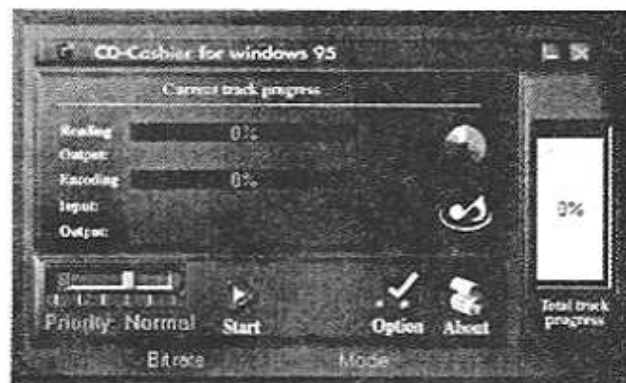 CD-Cashier for windows 95
Current track progress
Reading 0%
Output:
Encoding 0%
Input:
Output:
0%
Priority: Normal
Start
Option
About
Total track
progress
Bitrate
Mode